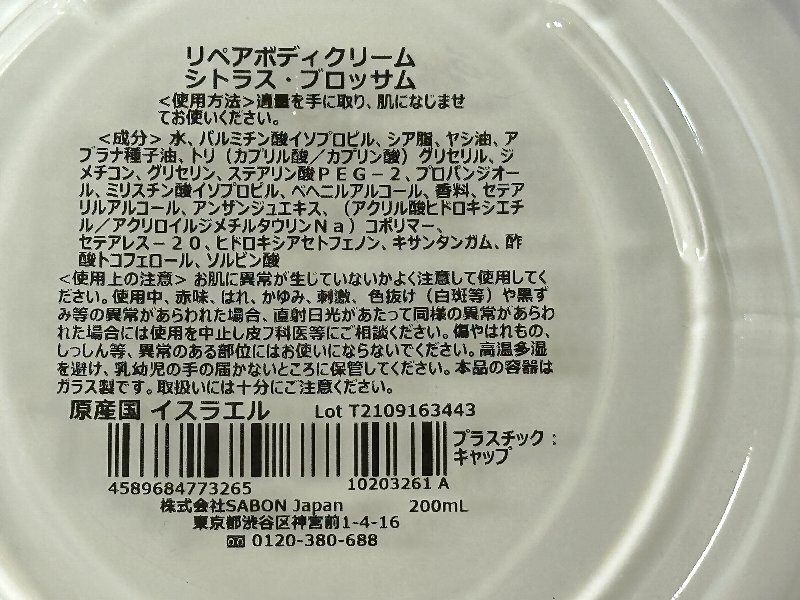 リペアボディクリーム
シトラス・ブロッサム
<使用方法>適量を手に取り、肌になじませ
てお使いください。
<成分> 水、パルミチン酸イソプロピル、シア脂、ヤシ油、ア
ブラナ種子油、トリ(カプリル酸/カプリン酸)グリセリル、ジ
メチコン、グリセリン、ステアリン酸PEG-2、プロパンジオー
ル、ミリスチン酸イソプロピル、ベヘニルアルコール、香料、セテア
リルアルコール、アンザンジュエキス、(アクリル酸ヒドロキシエチ
ル/アクリロイルジメチルタウリンNa)コポリマー、
セテアレス-20、ヒドロキシアセトフェノン、キサンタンガム、酢
酸トコフェロール、ソルビン酸
<使用上の注意> お肌に異常が生じていないかよく注意して使用してく
ださい。使用中、赤味、はれ、かゆみ、刺激、色抜け(白斑等)や黒ず
み等の異常があらわれた場合、直射日光があたって同様の異常があらわ
れた場合には使用を中止し皮フ科医等にご相談ください。傷やはれもの、
しっしん等、異常のある部位にはお使いにならないでください。高温多湿
を避け、乳幼児の手の届かないところに保管してください。本品の容器は
ガラス製です。取扱いには十分にご注意ください。
原産国 イスラエル Lot T2109163443
プラスチック:
キャップ
4589684773265 10203261 A
株式会社SABON Japan 200mL
東京都渋谷区神宮前1-4-16
0120-380-688